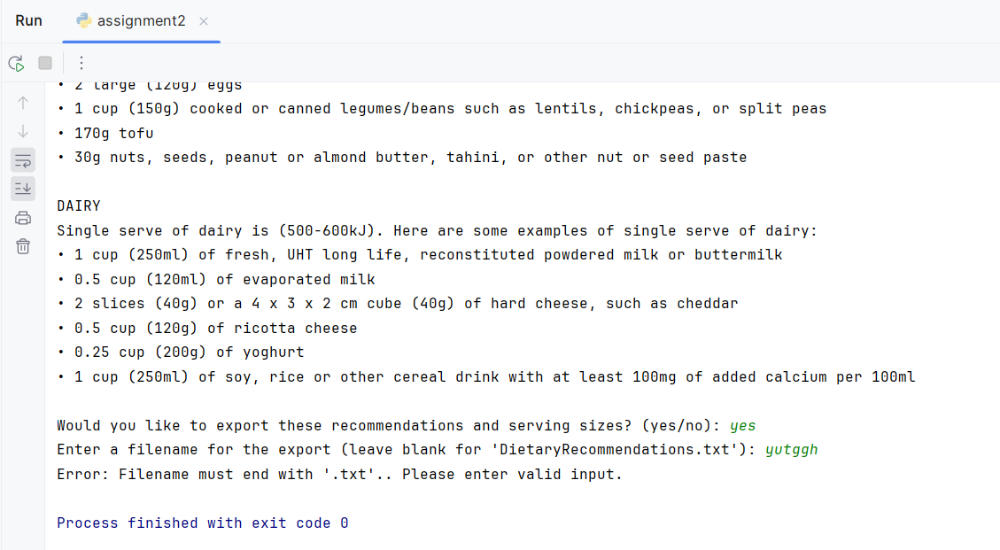 Run assignment2
• 2 large (120g) eggs
• 1 cup (150g) cooked or canned legumes/beans such as lentils, chickpeas, or split peas
• 170g tofu
• 30g nuts, seeds, peanut or almond butter, tahini, or other nut or seed paste
DAIRY
Single serve of dairy is (500-600kJ). Here are some examples of single serve of dairy:
• 1 cup (250ml) of fresh, UHT long life, reconstituted powdered milk or buttermilk
• 0.5 cup (120ml) of evaporated milk
• 2 slices (40g) or a 4 x 3 x 2 cm cube (40g) of hard cheese, such as cheddar
• 0.5 cup (120g) of ricotta cheese
• 0.25 cup (200g) of yoghurt
• 1 cup (250ml) of soy, rice or other cereal drink with at least 100mg of added calcium per 100ml
Would you like to export these recommendations and serving sizes? (yes/no): yes
Enter a filename for the export (leave blank for 'DietaryRecommendations.txt'): yutggh
Error: Filename must end with '.txt'.. Please enter valid input.
Process finished with exit code 0